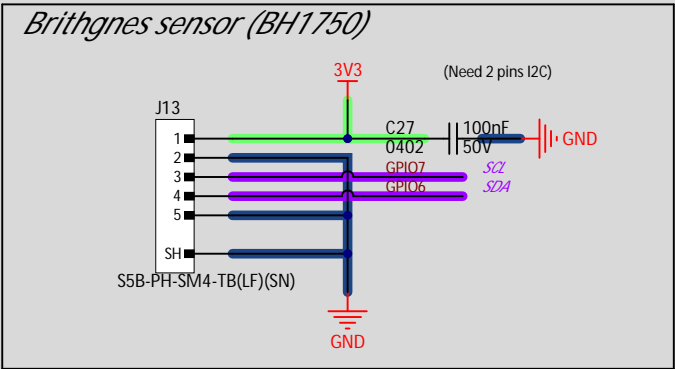 Brithgnes sensor (BH1750)
3V3
(Need 2 pins I2C)
J13
C27
100nF
1
GND
0402
50V
2
GPIO7
SCL
3
GPIO6
SDA
4
5
SH
S5B-PH-SM4-TB(LF)(SN)
GND